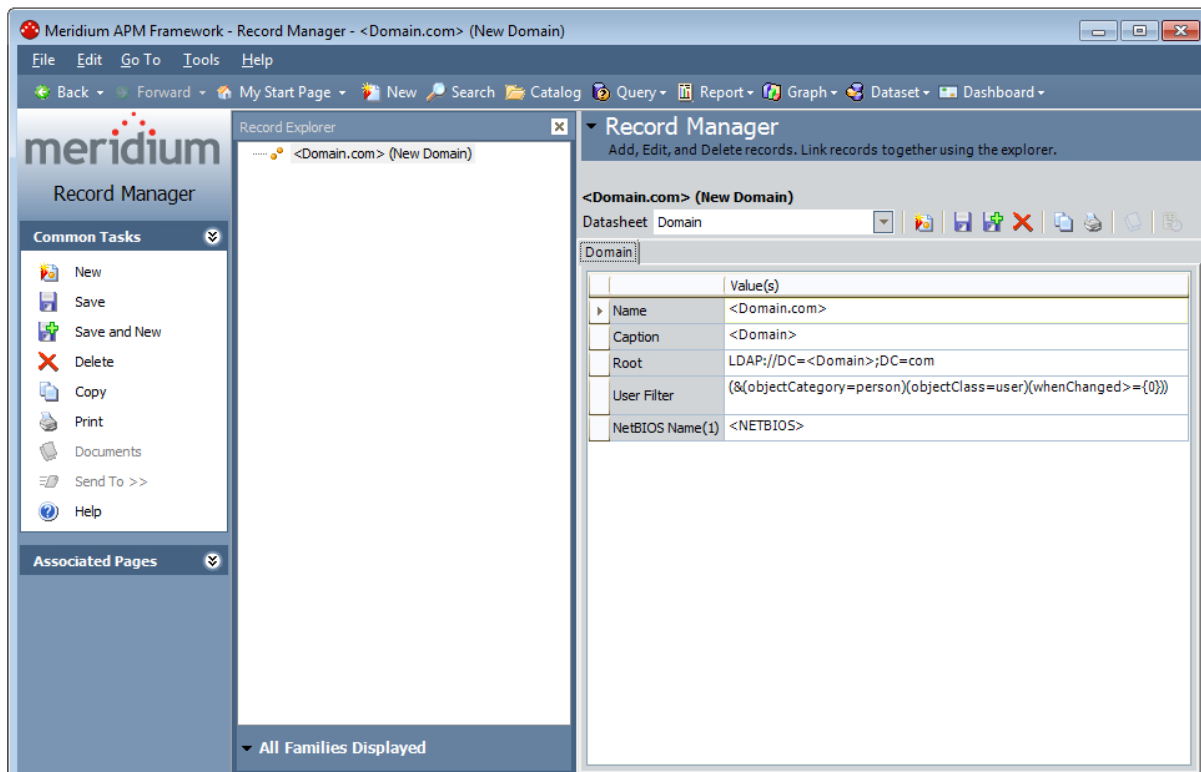 Meridium APM Framework - Record Manager - <Domain.com> (New Domain)
File Edit Go To Tools Help
Back Forward My Start Page New Search Catalog Query Report Graph Dataset Dashboard
meridium
Record Manager
Common Tasks
New
Save
Save and New
Delete
Copy
Print
Documents
Send To >>
Help
Associated Pages
Record Explorer
<Domain.com> (New Domain)
All Families Displayed
Record Manager
Add, Edit, and Delete records. Link records together using the explorer.
<Domain.com> (New Domain)
Datasheet Domain
Domain
Value(s)
Name <Domain.com>
Caption <Domain>
Root LDAP://DC=<Domain>;DC=com
User Filter (&(objectCategory=person)(objectClass=user)(whenChanged>={0}))
NetBIOS Name(1) <NETBIOS>